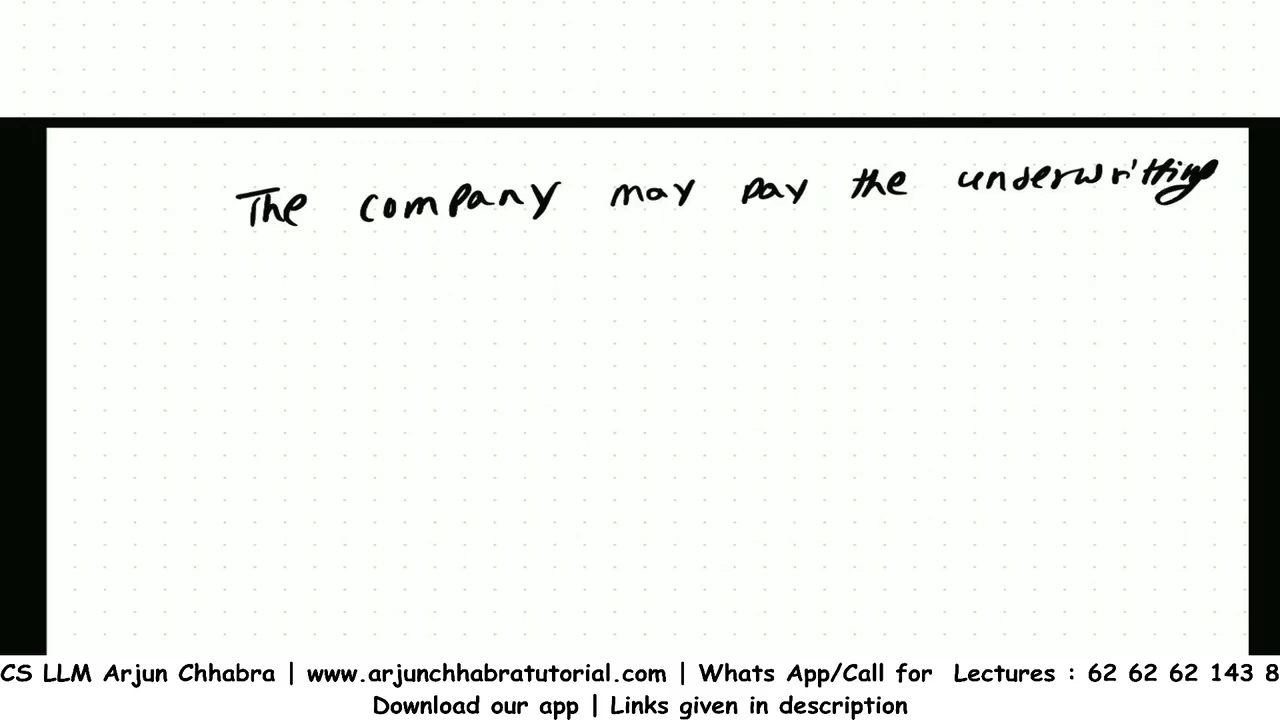 The company may pay the underwritting
CS LLM Arjun Chhabra | www.arjunchhabratutorial.com | Whats App/Call for Lectures : 62 62 62 143 8
Download our app | Links given in description